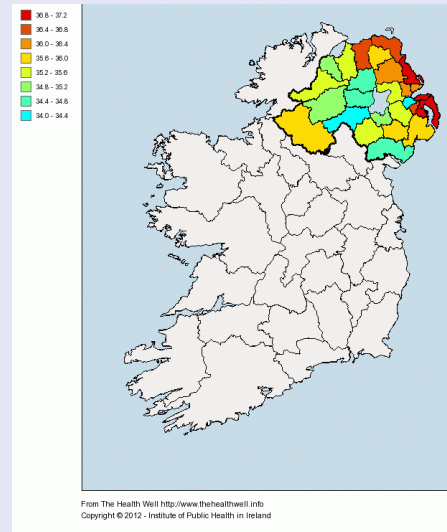 36.8 - 37.2
36.4 - 36.8
36.0 - 36.4
35.6 - 36.0
35.2 - 35.6
34.8 - 35.2
34.4 - 34.8
34.0 - 34.4
From The Health Well http://www.thehealthwell.info
Copyright © 2012 - Institute of Public Health in Ireland